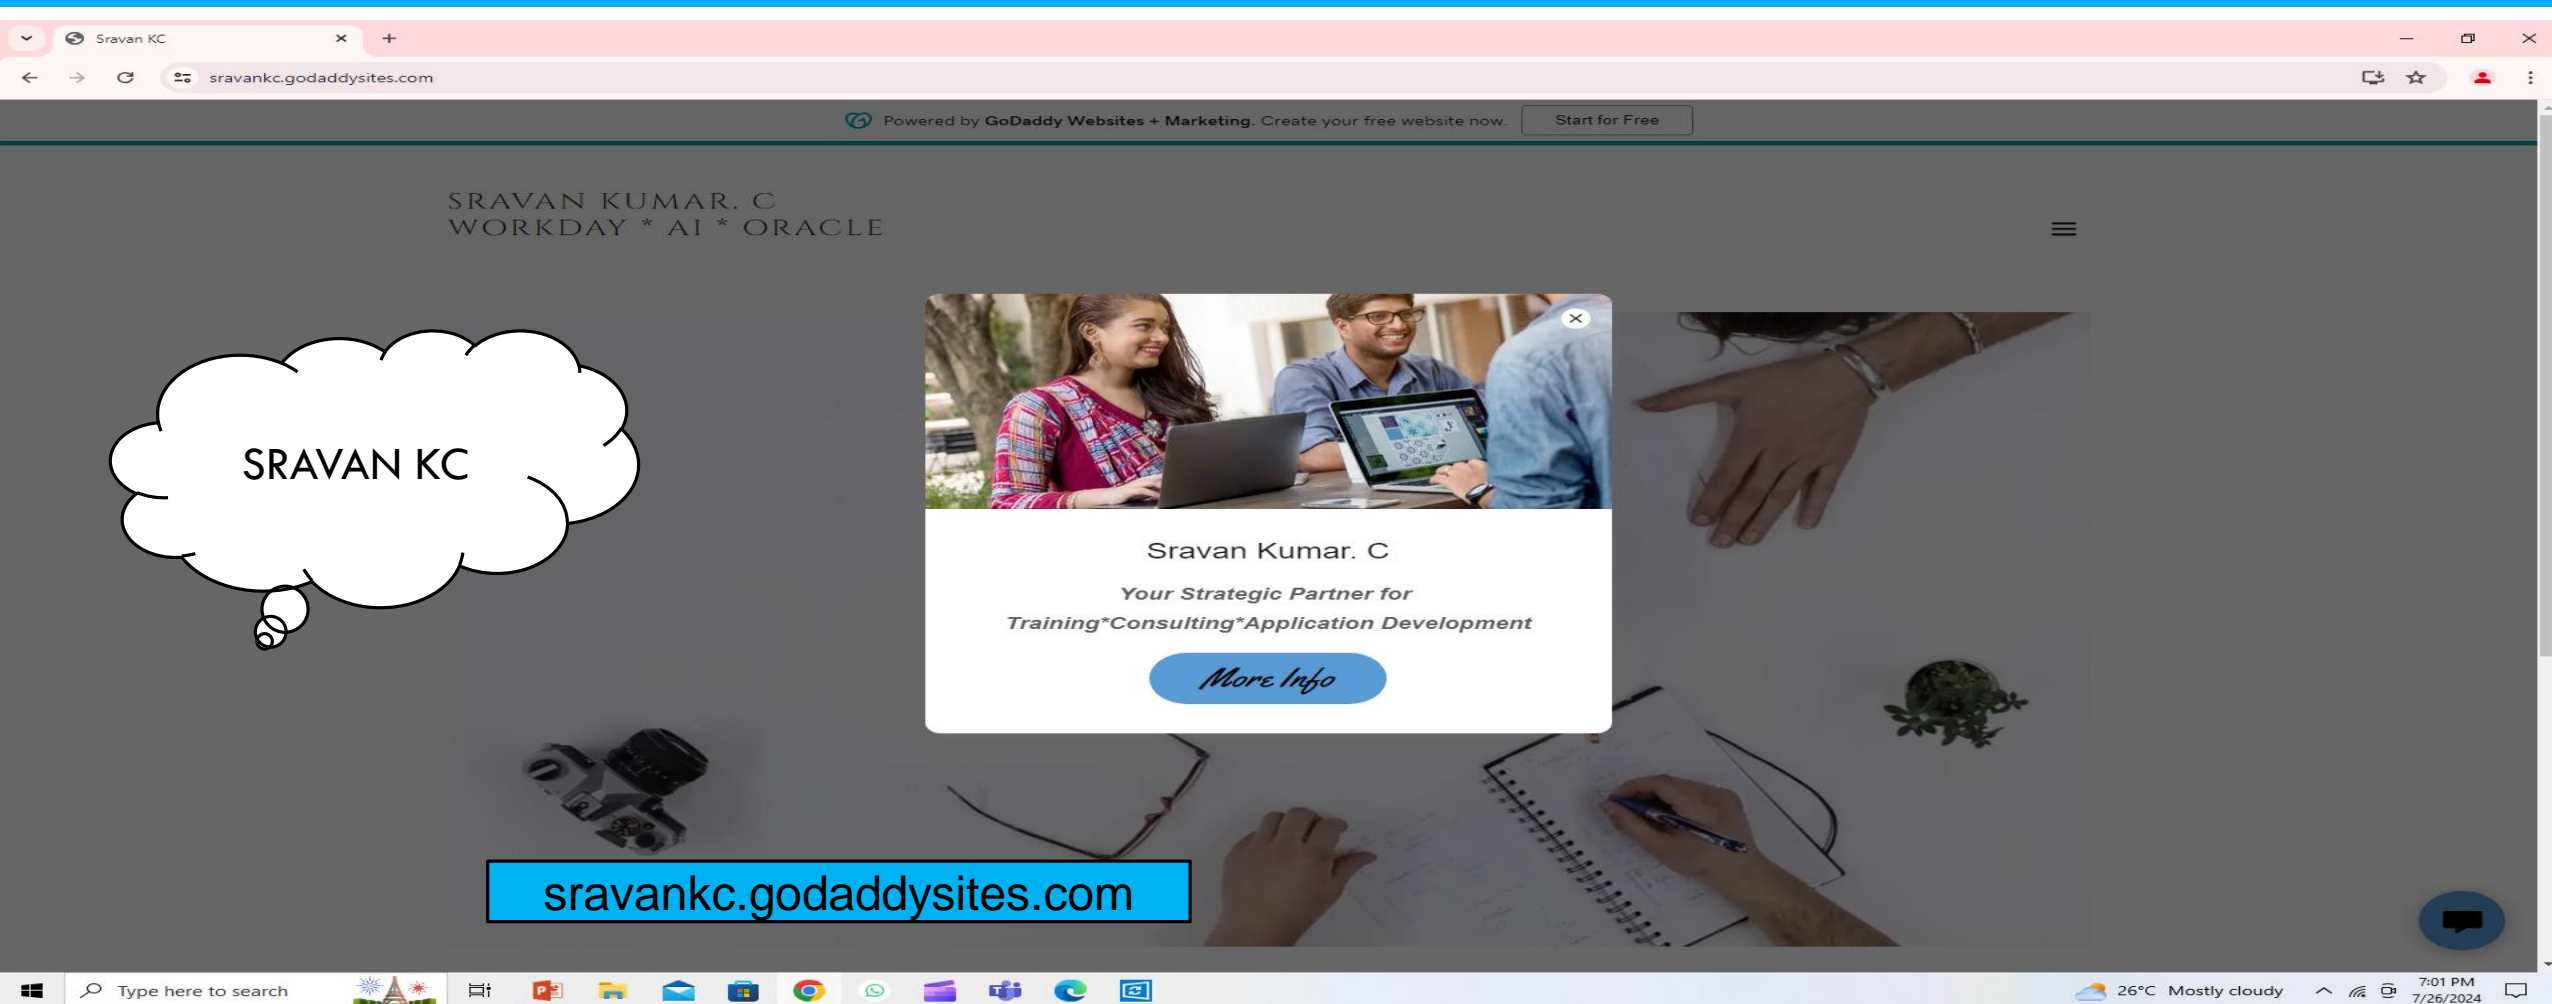 Sravan KC
sravankc.godaddysites.com
Powered by GoDaddy Websites + Marketing. Create your free website now. Start for Free
SRAVAN KUMAR. C
WORKDAY * AI * ORACLE
SRAVAN KC
Sravan Kumar. C
Your Strategic Partner for
Training*Consulting*Application Development
More Info
sravankc.godaddysites.com
Type here to search
26°C Mostly cloudy
7:01 PM
7/26/2024